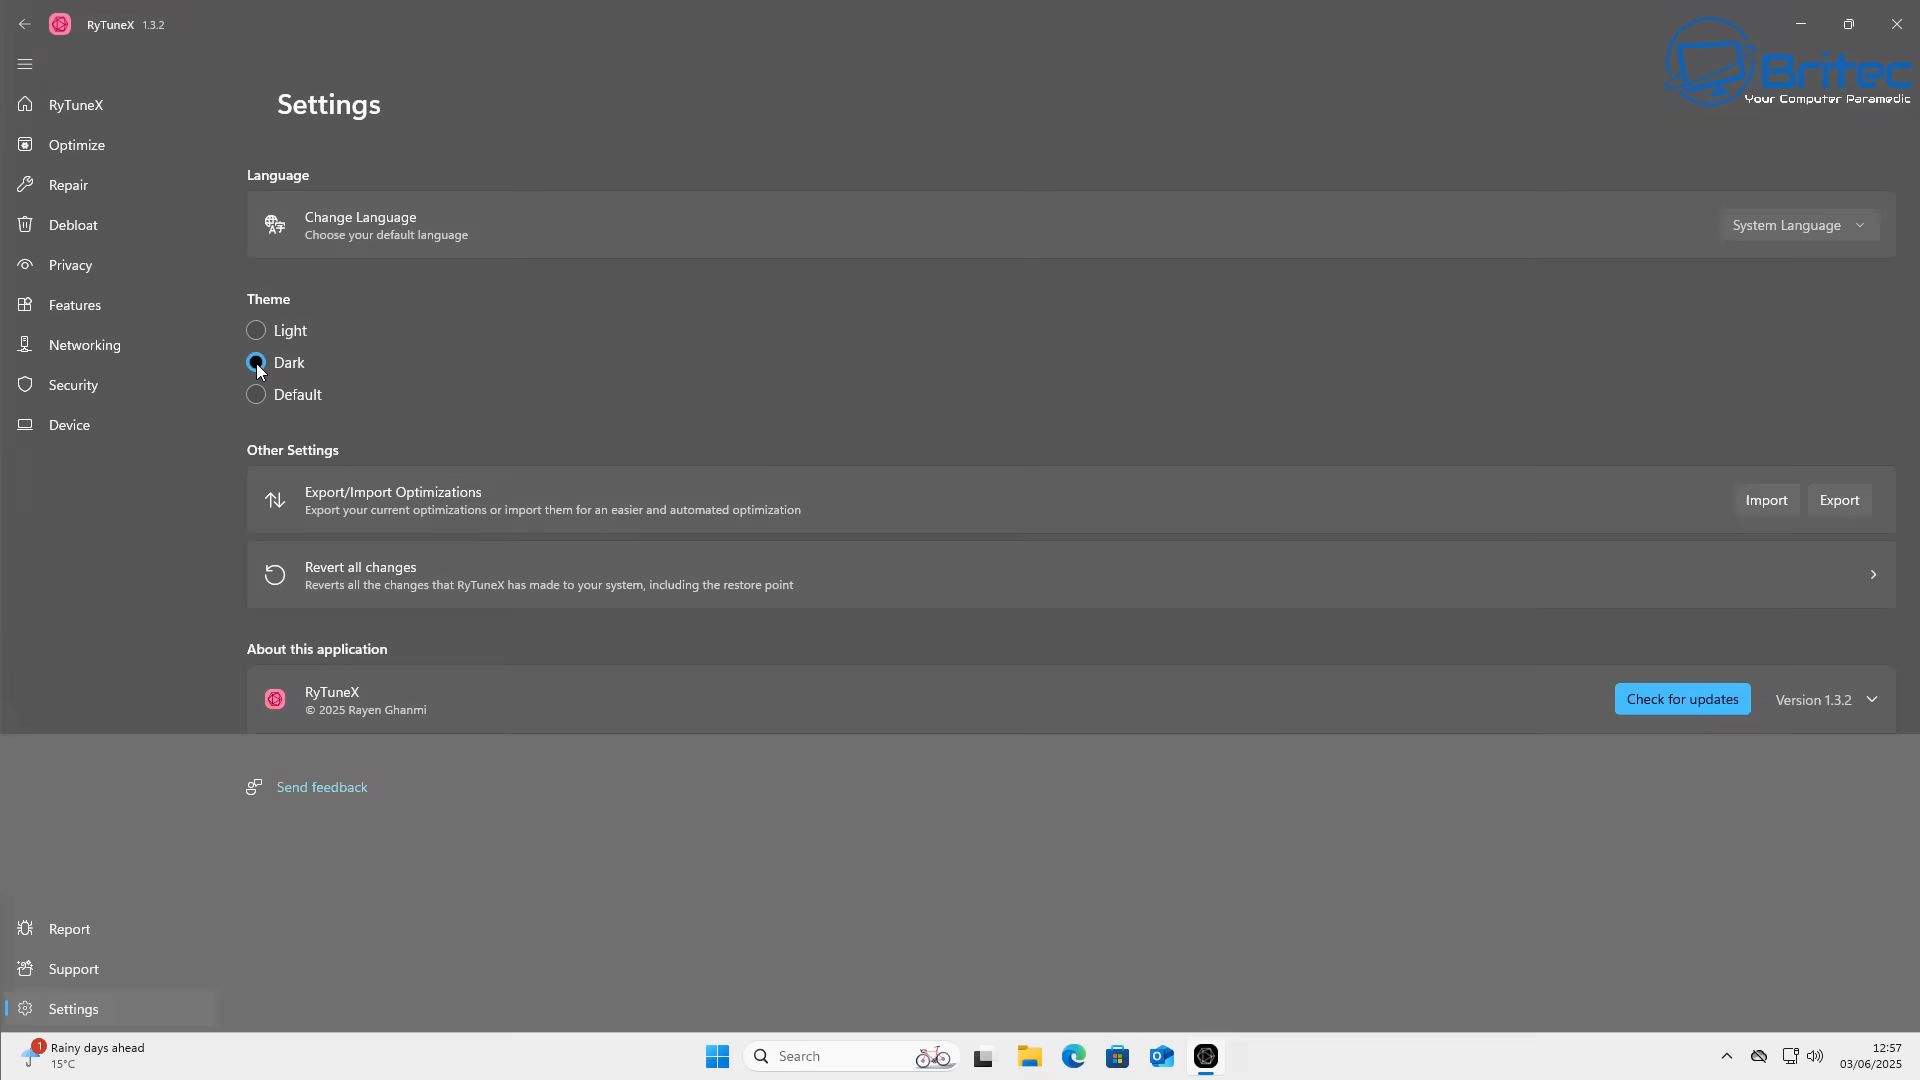 RyTuneX 1.3.2
Britec
Your Computer Paramedic
RyTuneX
Optimize
Repair
Debloat
Privacy
Features
Networking
Security
Device
Settings
Language
Change Language
Choose your default language
System Language
Theme
Light
Dark
Default
Other Settings
Export/Import Optimizations
Export your current optimizations or import them for an easier and automated optimization
Import
Export
Revert all changes
Reverts all the changes that RyTuneX has made to your system, including the restore point
About this application
RyTuneX
© 2025 Rayen Ghanmi
Check for updates
Version 1.3.2
Send feedback
Report
Support
Settings
1
Rainy days ahead
15°C
Search
12:57
03/06/2025